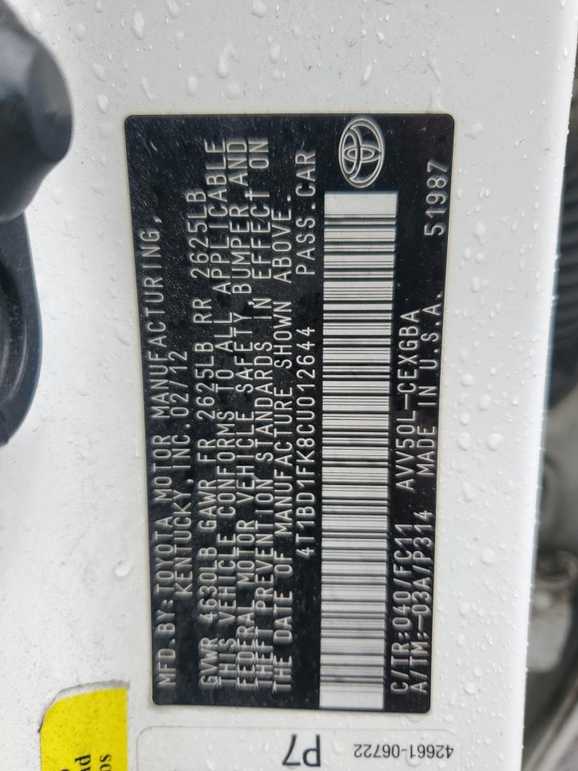 MFD.BY:TOYOTA MOTOR MANUFACTURING,
KENTUCKY,INC.02/12
GVWR 4630LB GAWR FR 2625LB RR 2625LB
THIS VEHICLE CONFORMS TO ALL APPLICABLE
FEDERAL MOTOR VEHICLE SAFETY, BUMPER AND
THEFT PREVENTION STANDARDS IN EFFECT ON
THE DATE OF MANUFACTURE SHOWN ABOVE.
4T1BD1FK8CU012644 PASS.CAR
C/TR:040/FC11 AVV50L-CEXGBA
A/TM:-03A/P314 MADE IN U.S.A. 51987
P7
42661-06722